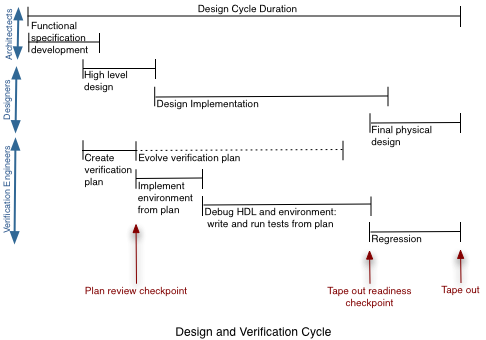 Design Cycle Duration
Architectects
Functional
specification
development
High level
design
Designers
Design Implementation
Final physical
design
Verification Engineers
Create
verification
plan
Evolve verification plan
Implement
environment
from plan
Debug HDL and environment:
write and run tests from plan
Regression
Plan review checkpoint
Tape out readiness
checkpoint
Tape out
Design and Verification Cycle